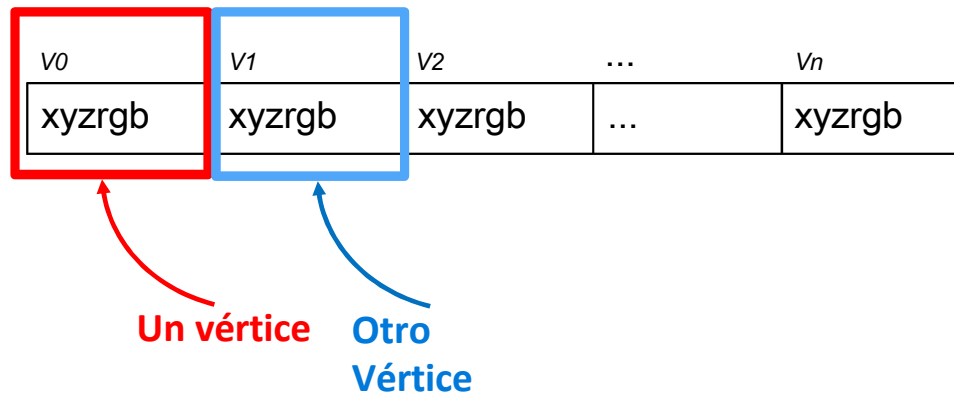 V0 V1 V2 ... Vn
xyzrgb xyzrgb xyzrgb ... xyzrgb
Un vértice
Otro
Vértice